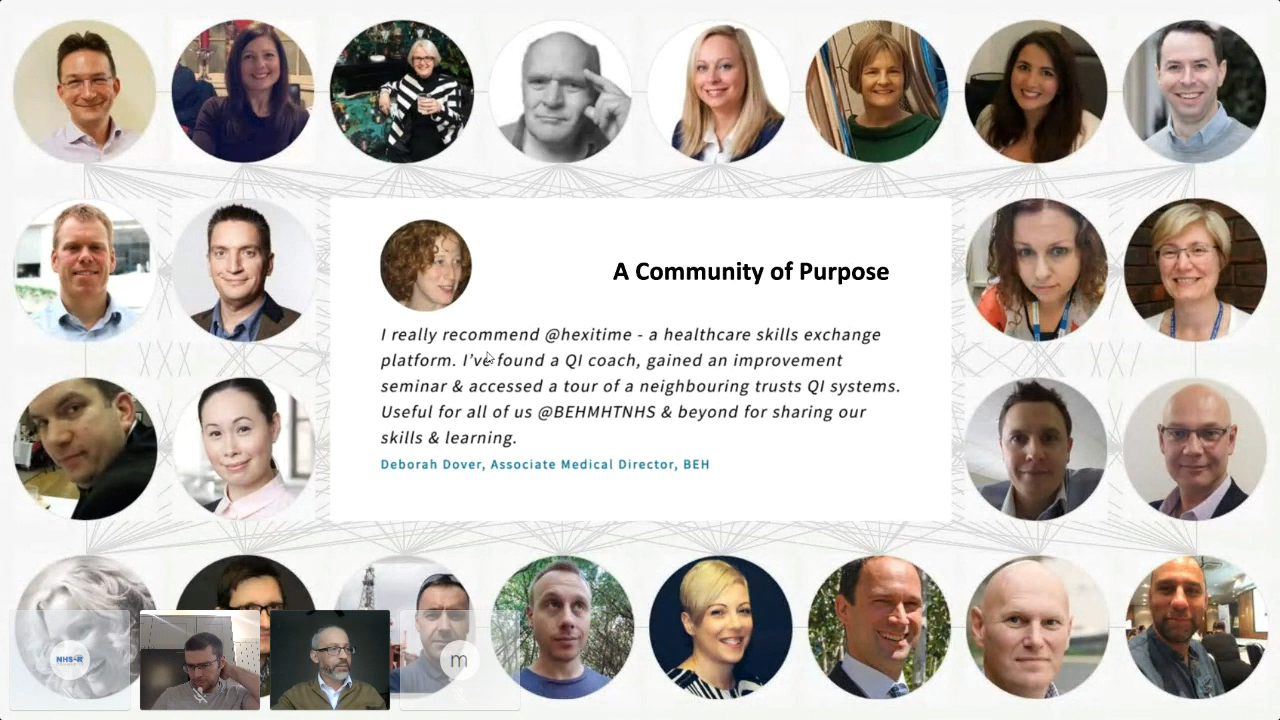 A Community of Purpose
I really recommend @hexitime - a healthcare skills exchange
platform. I've found a QI coach, gained an improvement
seminar & accessed a tour of a neighbouring trusts QI systems.
Useful for all of us @BEHMHTNHS & beyond for sharing our
skills & learning.
Deborah Dover, Associate Medical Director, BEH
NHS-R
m